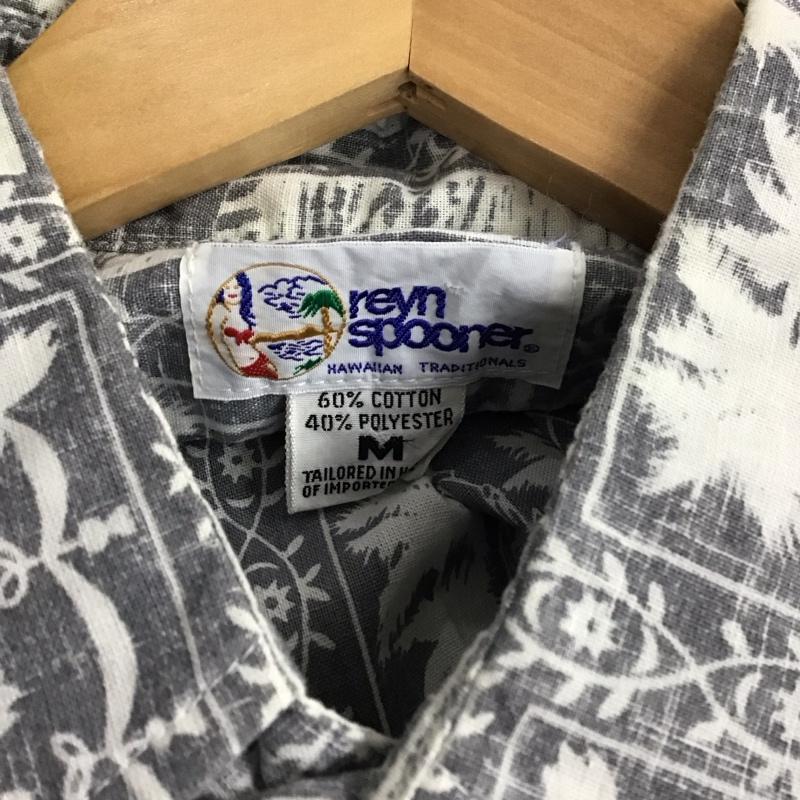 reyn
spooner®
HAWAIIAN TRADITIONALS
60% COTTON
40% POLYESTER
M
TAILORED IN
OF IMPORTED